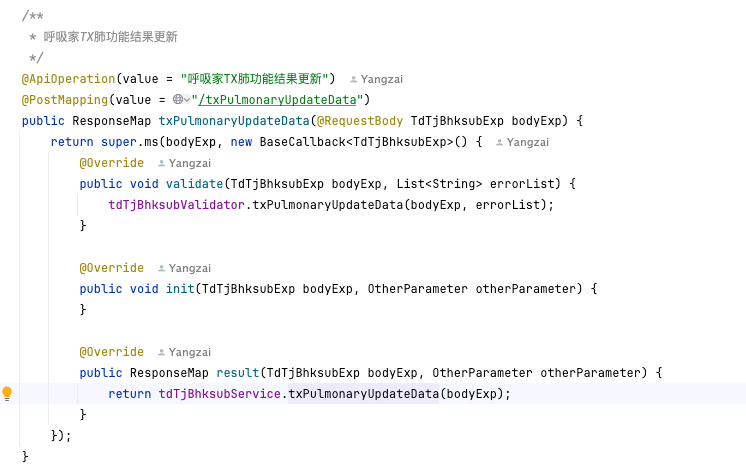 /**
 * 呼吸家TX肺功能结果更新
 */
@ApiOperation(value = "呼吸家TX肺功能结果更新") Yangzai
@PostMapping(value = "/txPulmonaryUpdateData")
public ResponseMap txPulmonaryUpdateData(@RequestBody TdTjBhksubExp bodyExp) {
    return super.ms(bodyExp, new BaseCallback<TdTjBhksubExp>() { Yangzai
        @Override Yangzai
        public void validate(TdTjBhksubExp bodyExp, List<String> errorList) {
            tdTjBhksubValidator.txPulmonaryUpdateData(bodyExp, errorList);
        }

        @Override Yangzai
        public void init(TdTjBhksubExp bodyExp, OtherParameter otherParameter) {
        }

        @Override Yangzai
        public ResponseMap result(TdTjBhksubExp bodyExp, OtherParameter otherParameter) {
            return tdTjBhksubService.txPulmonaryUpdateData(bodyExp);
        }
    });
}